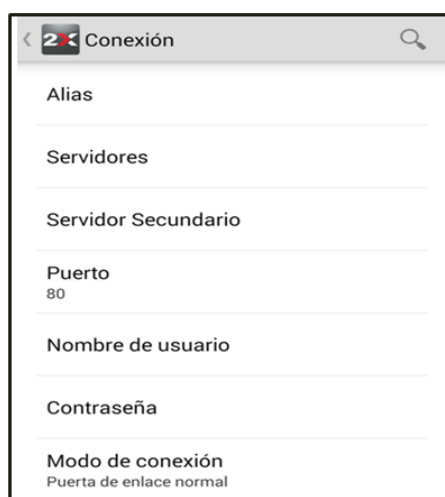 2X Conexión
Alias
Servidores
Servidor Secundario
Puerto
80
Nombre de usuario
Contraseña
Modo de conexión
Puerta de enlace normal